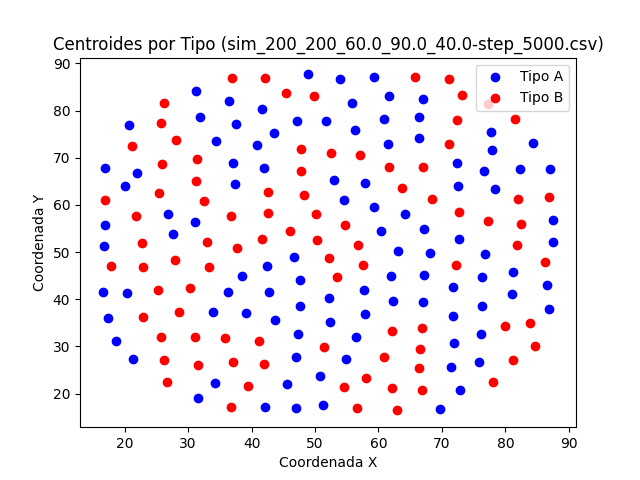 Centroides por Tipo (sim_200_200_60.0_90.0_40.0-step_5000.csv)
Tipo A
Tipo B
90
80
70
60
50
40
30
20
Coordenada Y
20 30 40 50 60 70 80 90
Coordenada X